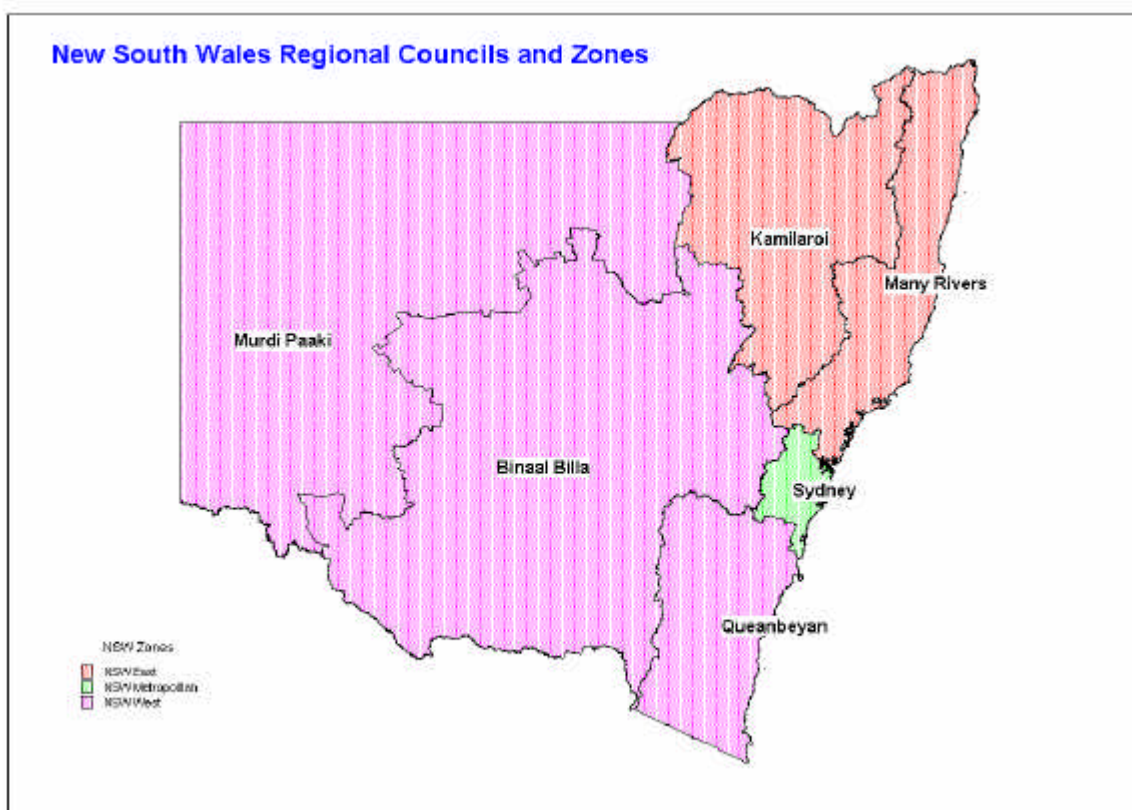 New South Wales Regional Councils and Zones
Kamilaroi
Many Rivers
Murdi Paaki
Binaal Billa
Sydney
Queanbeyan
NSW Zones
NSW East
NSW Metropolitan
NSW West